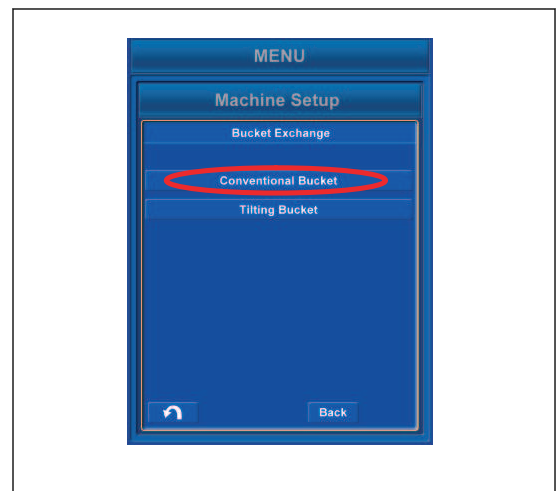 MENU
Machine Setup
Bucket Exchange
Conventional Bucket
Tilting Bucket
Back